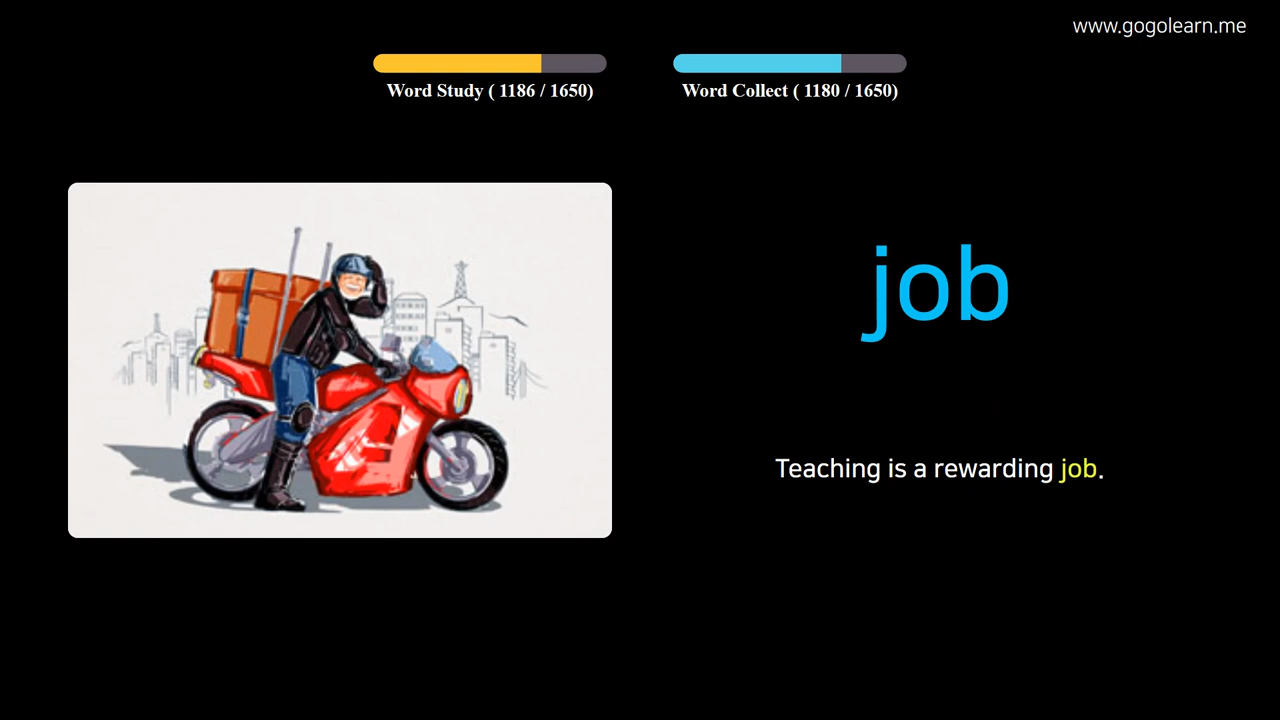 www.gogolearn.me
Word Study ( 1186 / 1650)
Word Collect ( 1180 / 1650)
job
Teaching is a rewarding job.